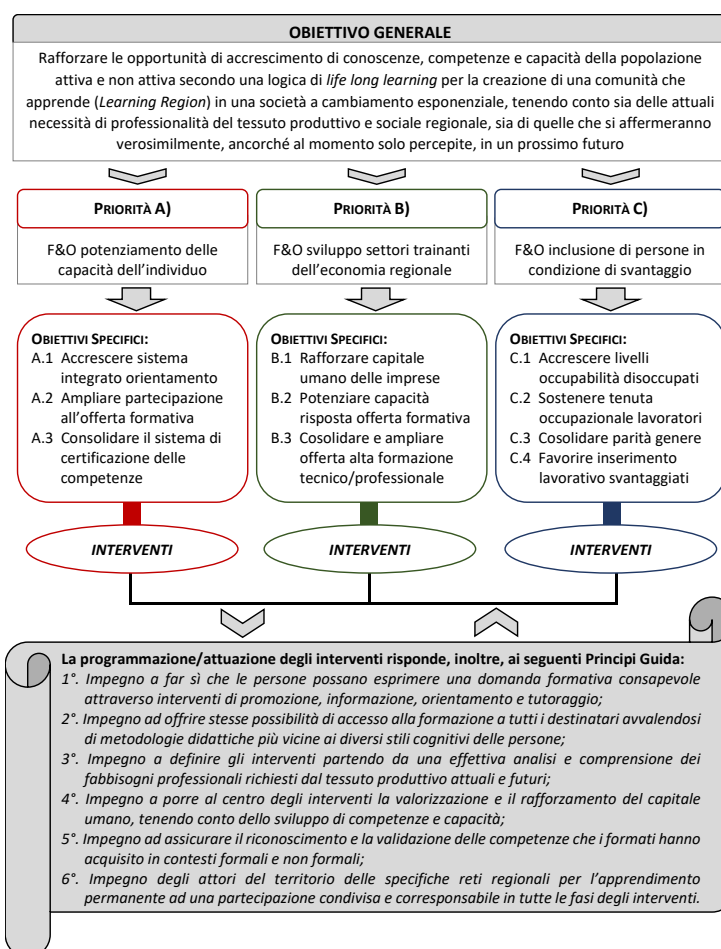 OBIETTIVO GENERALE
Rafforzare le opportunità di accrescimento di conoscenze, competenze e capacità della popolazione
attiva e non attiva secondo una logica di life long learning per la creazione di una comunità che
apprende (Learning Region) in una società a cambiamento esponenziale, tenendo conto sia delle attuali
necessità di professionalità del tessuto produttivo e sociale regionale, sia di quelle che si affermeranno
verosimilmente, ancorché al momento solo percepite, in un prossimo futuro
PRIORITÀ A)
F&O potenziamento delle
capacità dell'individuo
OBIETTIVI SPECIFICI:
A.1 Accrescere sistema
integrato orientamento
A.2 Ampliare partecipazione
all'offerta formativa
A.3 Consolidare il sistema di
certificazione delle
competenze
INTERVENTI
PRIORITÀ B)
F&O sviluppo settori trainanti
dell'economia regionale
OBIETTIVI SPECIFICI:
B.1 Rafforzare capitale
umano delle imprese
B.2 Potenziare capacità
risposta offerta formativa
B.3 Cosolidare e ampliare
offerta alta formazione
tecnico/professionale
INTERVENTI
PRIORITÀ C)
F&O inclusione di persone in
condizione di svantaggio
OBIETTIVI SPECIFICI:
C.1 Accrescere livelli
occupabilità disoccupati
C.2 Sostenere tenuta
occupazionale lavoratori
C.3 Cosolidare parità genere
C.4 Favorire inserimento
lavorativo svantaggiati
INTERVENTI
La programmazione/attuazione degli interventi risponde, inoltre, ai seguenti Principi Guida:
1°. Impegno a far sì che le persone possano esprimere una domanda formativa consapevole
attraverso interventi di promozione, informazione, orientamento e tutoraggio;
2°. Impegno ad offrire stesse possibilità di accesso alla formazione a tutti i destinatari avvalendosi
di metodologie didattiche più vicine ai diversi stili cognitivi delle persone;
3°. Impegno a definire gli interventi partendo da una effettiva analisi e comprensione dei
fabbisogni professionali richiesti dal tessuto produttivo attuali e futuri;
4°. Impegno a porre al centro degli interventi la valorizzazione e il rafforzamento del capitale
umano, tenendo conto dello sviluppo di competenze e capacità;
5°. Impegno ad assicurare il riconoscimento e la validazione delle competenze che i formati hanno
acquisito in contesti formali e non formali;
6°. Impegno degli attori del territorio delle specifiche reti regionali per l'apprendimento
permanente ad una partecipazione condivisa e corresponsabile in tutte le fasi degli interventi.